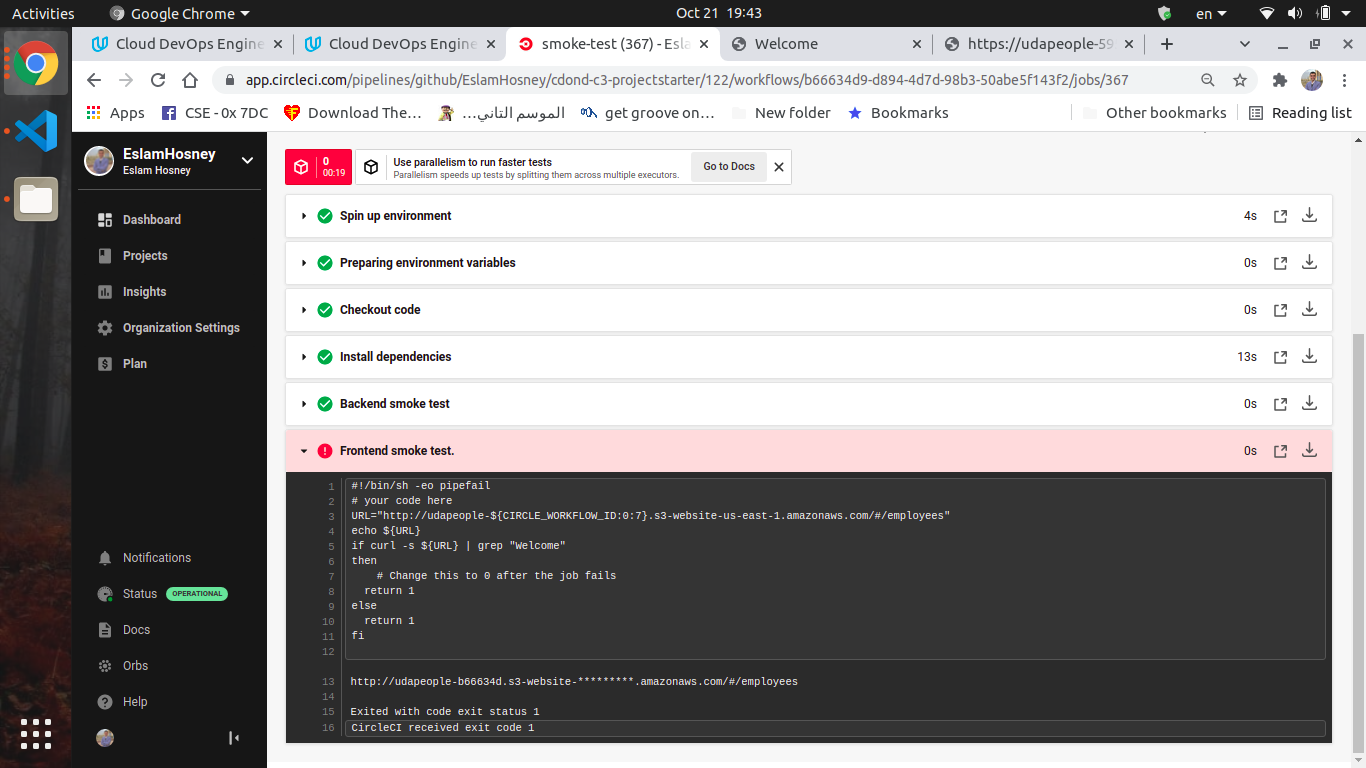 Activities
Google Chrome
Oct 21 19:43
en
Cloud DevOps Engine
Cloud DevOps Engine
smoke-test (367) - Esla
Welcome
https://udapeople-59
app.circleci.com/pipelines/github/EslamHosney/cdond-c3-projectstarter/122/workflows/b66634d9-d894-4d7d-98b3-50abe5f143f2/jobs/367
Apps
CSE - 0x 7DC
Download The…
الموسم التاني…
get groove on…
New folder
Bookmarks
Other bookmarks
Reading list
EslamHosney
Eslam Hosney
Dashboard
Projects
Insights
Organization Settings
Plan
Notifications
Status OPERATIONAL
Docs
Orbs
Help
0
00:19
Use parallelism to run faster tests
Parallelism speeds up tests by splitting them across multiple executors.
Go to Docs
Spin up environment 4s
Preparing environment variables 0s
Checkout code 0s
Install dependencies 13s
Backend smoke test 0s
Frontend smoke test. 0s
1 #!/bin/sh -eo pipefail
2 # your code here
3 URL="http://udapeople-${CIRCLE_WORKFLOW_ID:0:7}.s3-website-us-east-1.amazonaws.com/#/employees"
4 echo ${URL}
5 if curl -s ${URL} | grep "Welcome"
6 then
7 # Change this to 0 after the job fails
8 return 1
9 else
10 return 1
11 fi
12
13 http://udapeople-b66634d.s3-website-*********.amazonaws.com/#/employees
14
15 Exited with code exit status 1
16 CircleCI received exit code 1